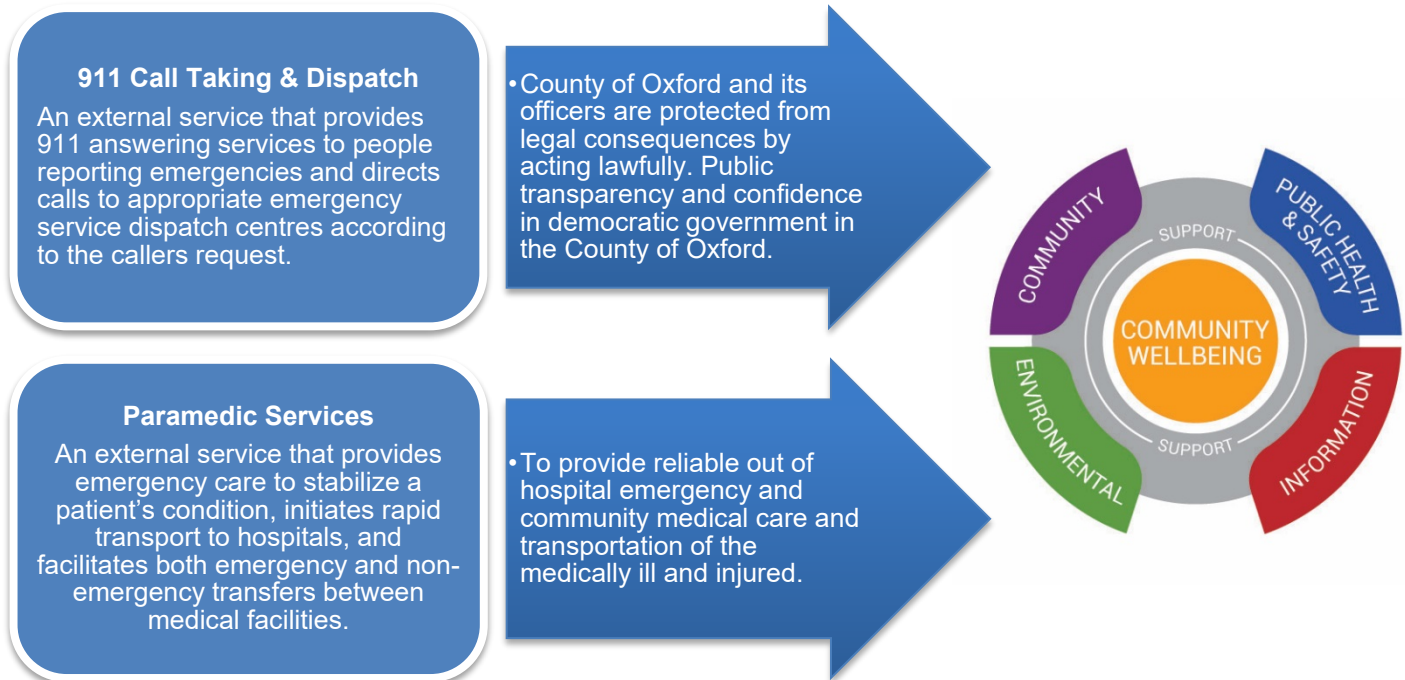 911 Call Taking & Dispatch
An external service that provides
911 answering services to people
reporting emergencies and directs
calls to appropriate emergency
service dispatch centres according
to the callers request.
•County of Oxford and its
officers are protected from
legal consequences by
acting lawfully. Public
transparency and confidence
in democratic government in
the County of Oxford.
Paramedic Services
An external service that provides
emergency care to stabilize a
patient’s condition, initiates rapid
transport to hospitals, and
facilitates both emergency and non-
emergency transfers between
medical facilities.
•To provide reliable out of
hospital emergency and
community medical care and
transportation of the
medically ill and injured.
COMMUNITY
PUBLIC HEALTH
& SAFETY
SUPPORT
COMMUNITY
WELLBEING
SUPPORT
ENVIRONMENTAL
INFORMATION